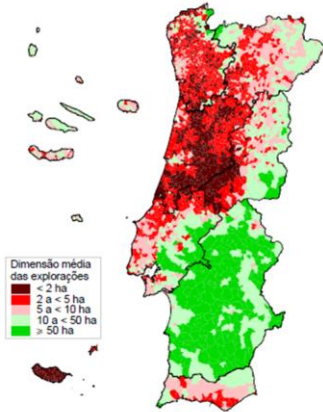 Dimensão média
das explorações
< 2 ha
2 a < 5 ha
5 a < 10 ha
10 a < 50 ha
≥ 50 ha